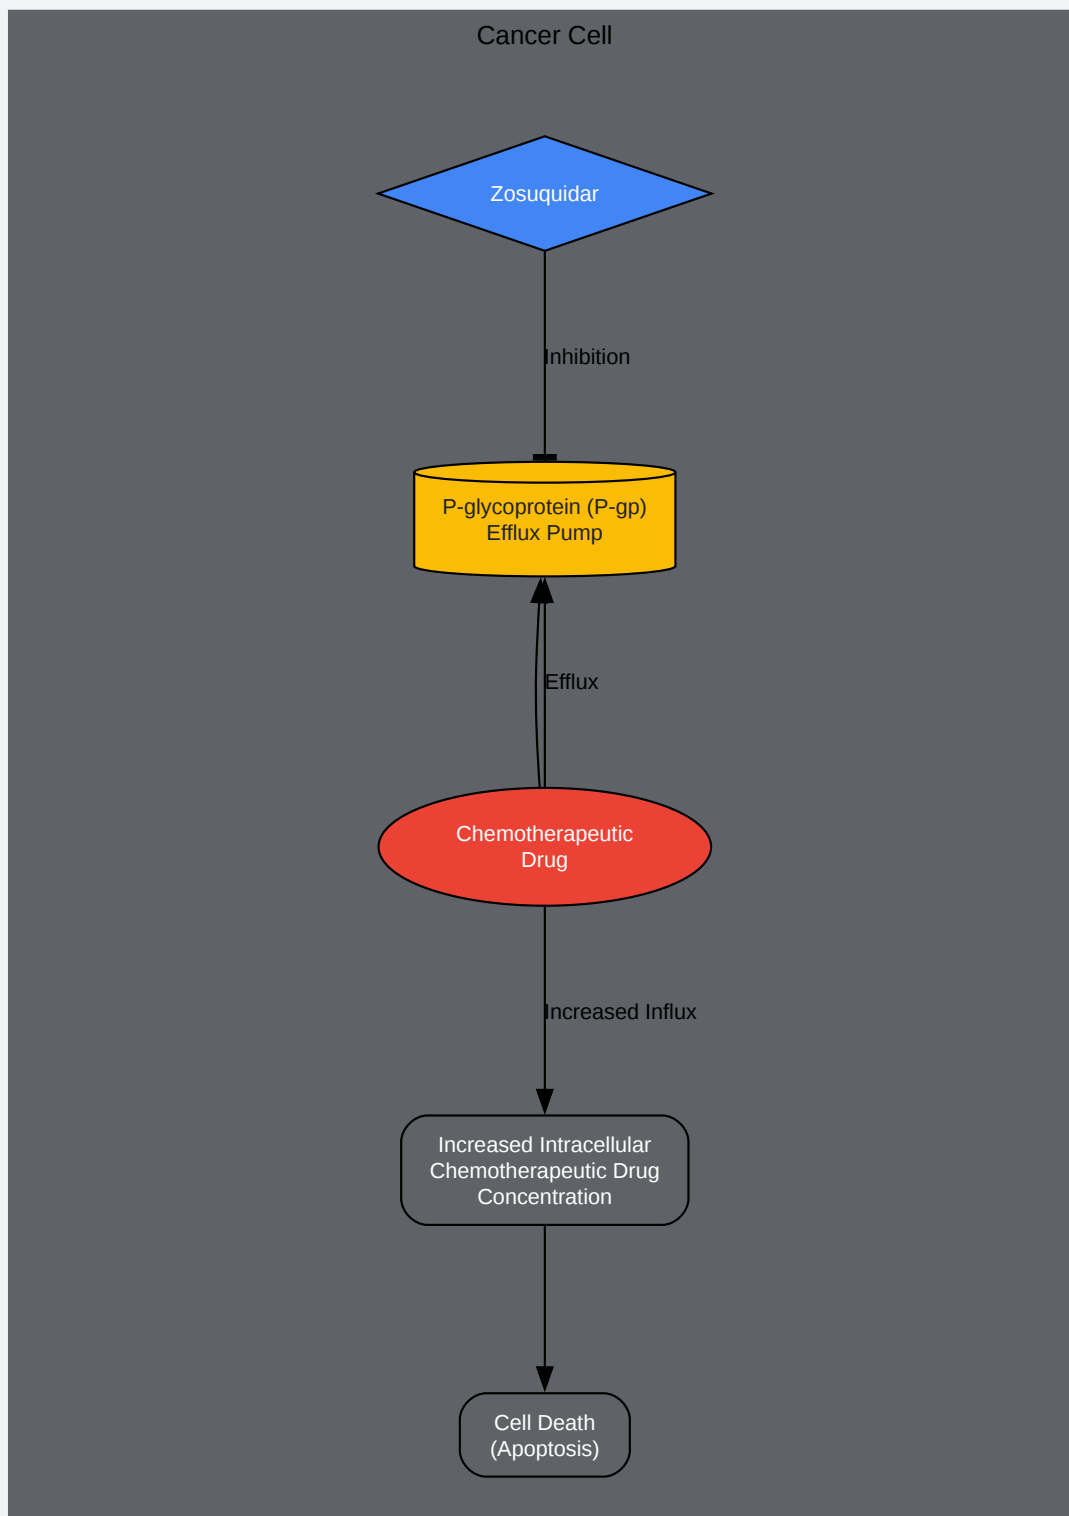 Cancer Cell
Zosuquidar
Inhibition
P-glycoprotein (P-gp)
Efflux Pump
Efflux
Chemotherapeutic
Drug
Increased Influx
Increased Intracellular
Chemotherapeutic Drug
Concentration
Cell Death
(Apoptosis)